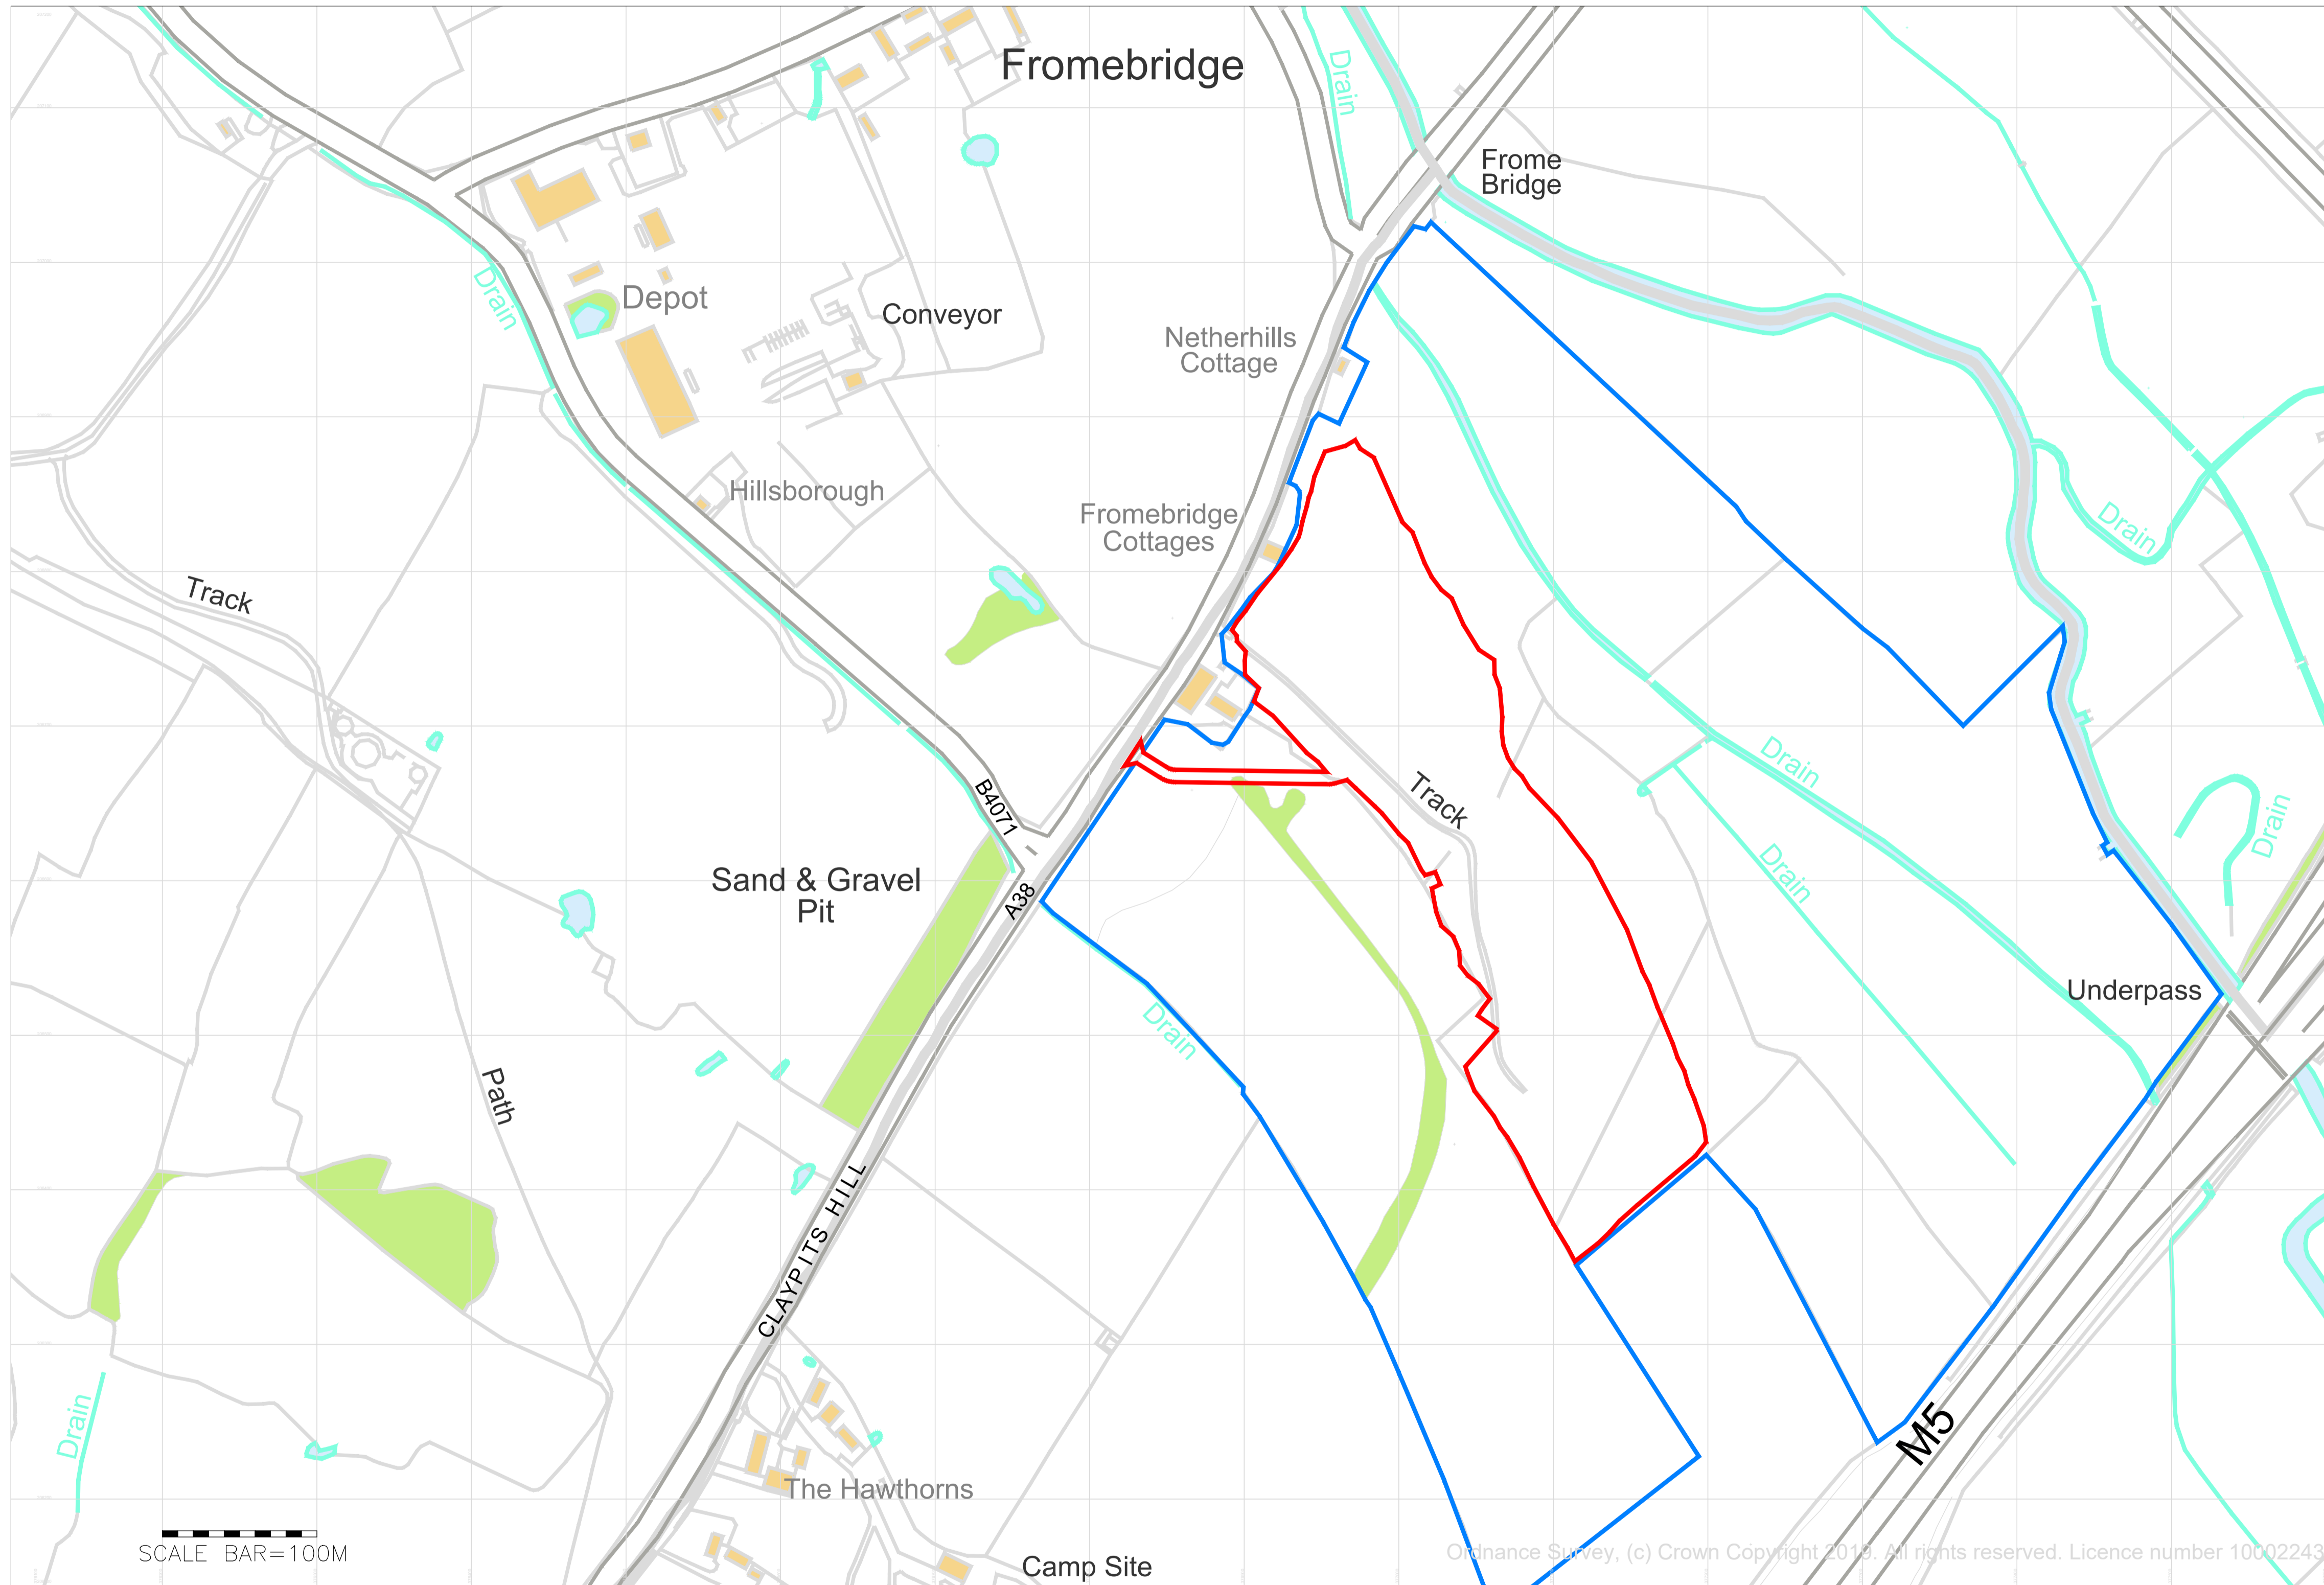 Fromebridge
Drain
Frome
Bridge
Depot
Drain
Conveyor
Netherhills
Cottage
Hillsborough
Fromebridge
Cottages
Drain
Track
Drain
B4071
Track
Drain
Drain
Sand & Gravel
Pit
A38
Drain
Underpass
Path
CLAYPITS HILL
Drain
M5
The Hawthorns
SCALE BAR=100M
Camp Site
Ordnance Survey, (c) Crown Copyright 2019. All rights reserved. Licence number 10002243